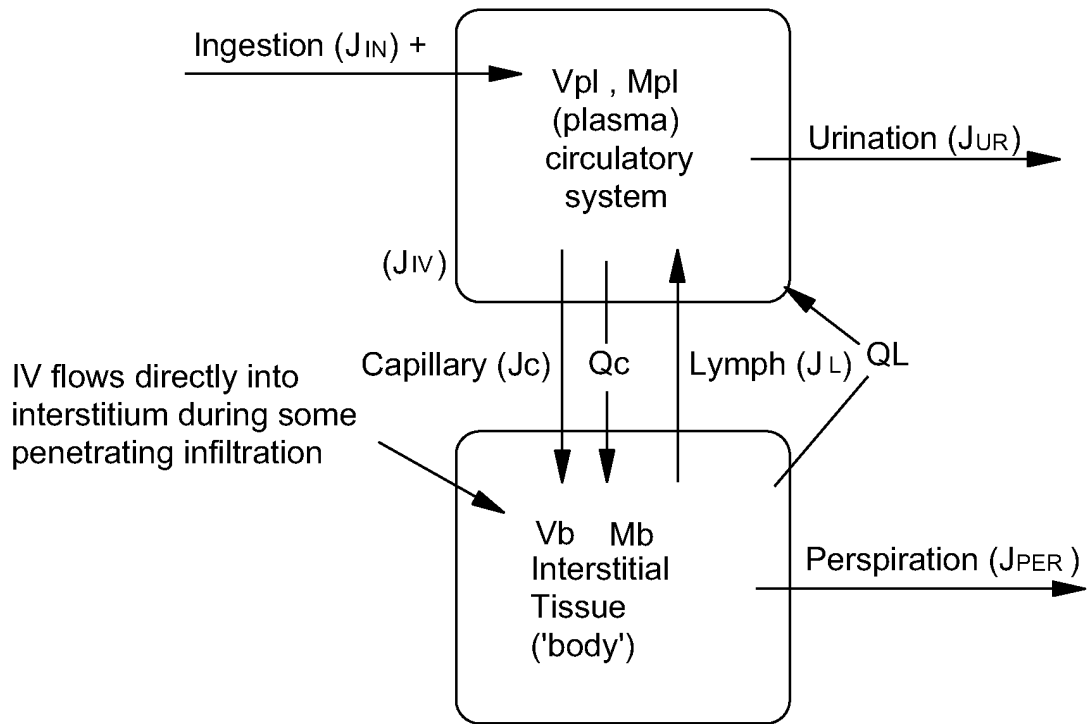 Ingestion (JIN) +
Vpl , Mpl
(plasma)
circulatory
system
Urination (JUR)
(JIV)
Capillary (Jc)
Qc
Lymph (JL)
QL
IV flows directly into
interstitium during some
penetrating infiltration
Vb Mb
Interstitial
Tissue
('body')
Perspiration (JPER )